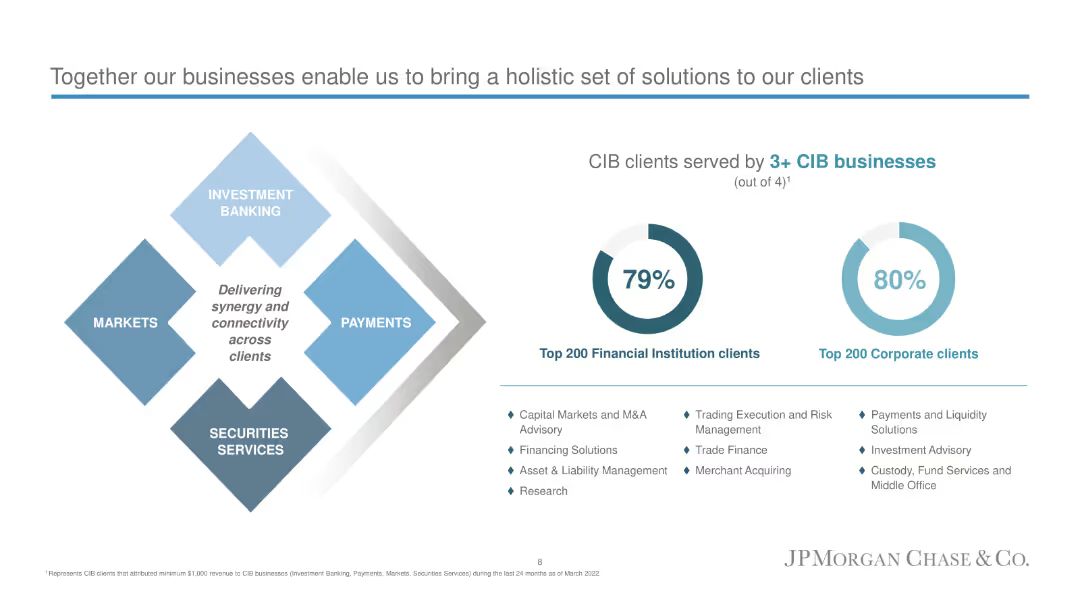 Together our businesses enable us to bring a holistic set of solutions to our clients
INVESTMENT
BANKING
MARKETS
Delivering
synergy and
connectivity
across
clients
PAYMENTS
SECURITIES
SERVICES
CIB clients served by 3+ CIB businesses
(out of 4)¹
79%
80%
Top 200 Financial Institution clients
Top 200 Corporate clients
♦ Capital Markets and M&A
Advisory
♦ Financing Solutions
♦ Asset & Liability Management
♦ Research
♦ Trading Execution and Risk
Management
♦ Trade Finance
♦ Merchant Acquiring
♦ Payments and Liquidity
Solutions
♦ Investment Advisory
♦ Custody, Fund Services and
Middle Office
8
¹ Represents CIB clients that attributed minimum $1,000 revenue to CIB businesses (Investment Banking, Payments, Markets, Securities Services) during the last 24 months as of March 2022
JPMORGAN CHASE & CO.